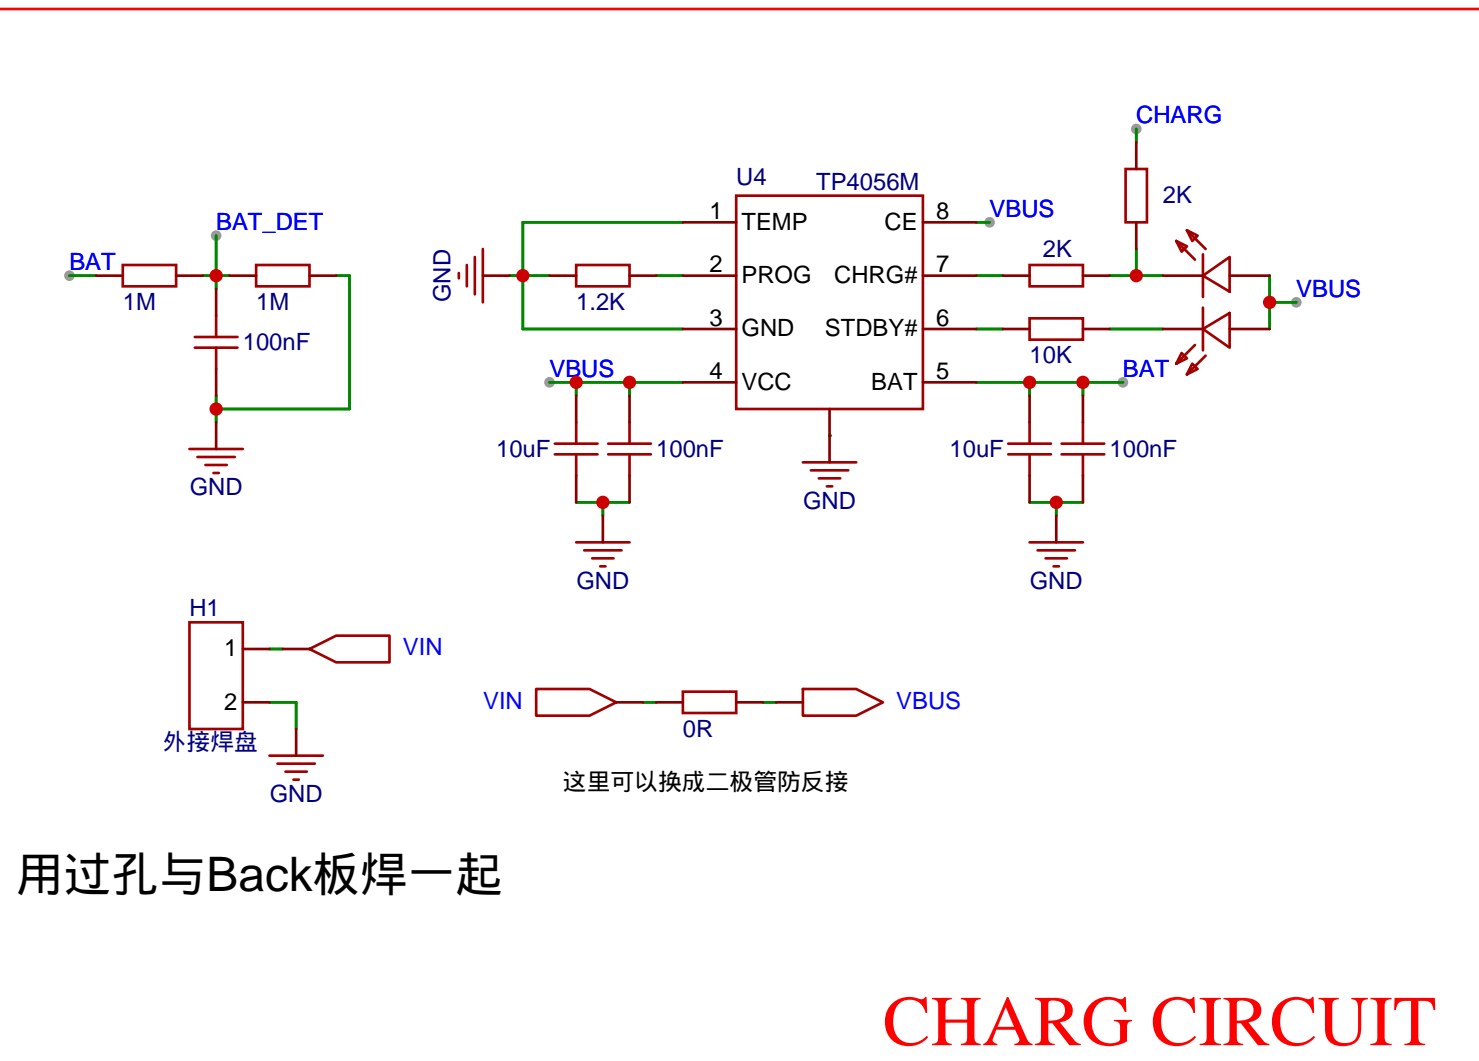 CHARG
U4 TP4056M
2K
BAT_DET
BAT
1M
1M
100nF
GND
GND
1 TEMP
2 PROG
3 GND
4 VCC
CE 8
CHRG# 7
STDBY# 6
BAT 5
1.2K
VBUS
2K
10K
VBUS
VBUS
10uF
100nF
GND
GND
BAT
10uF
100nF
GND
H1
1
2
VIN
外接焊盘
GND
VIN
0R
VBUS
这里可以换成二极管防反接
用过孔与Back板焊一起
CHARG CIRCUIT